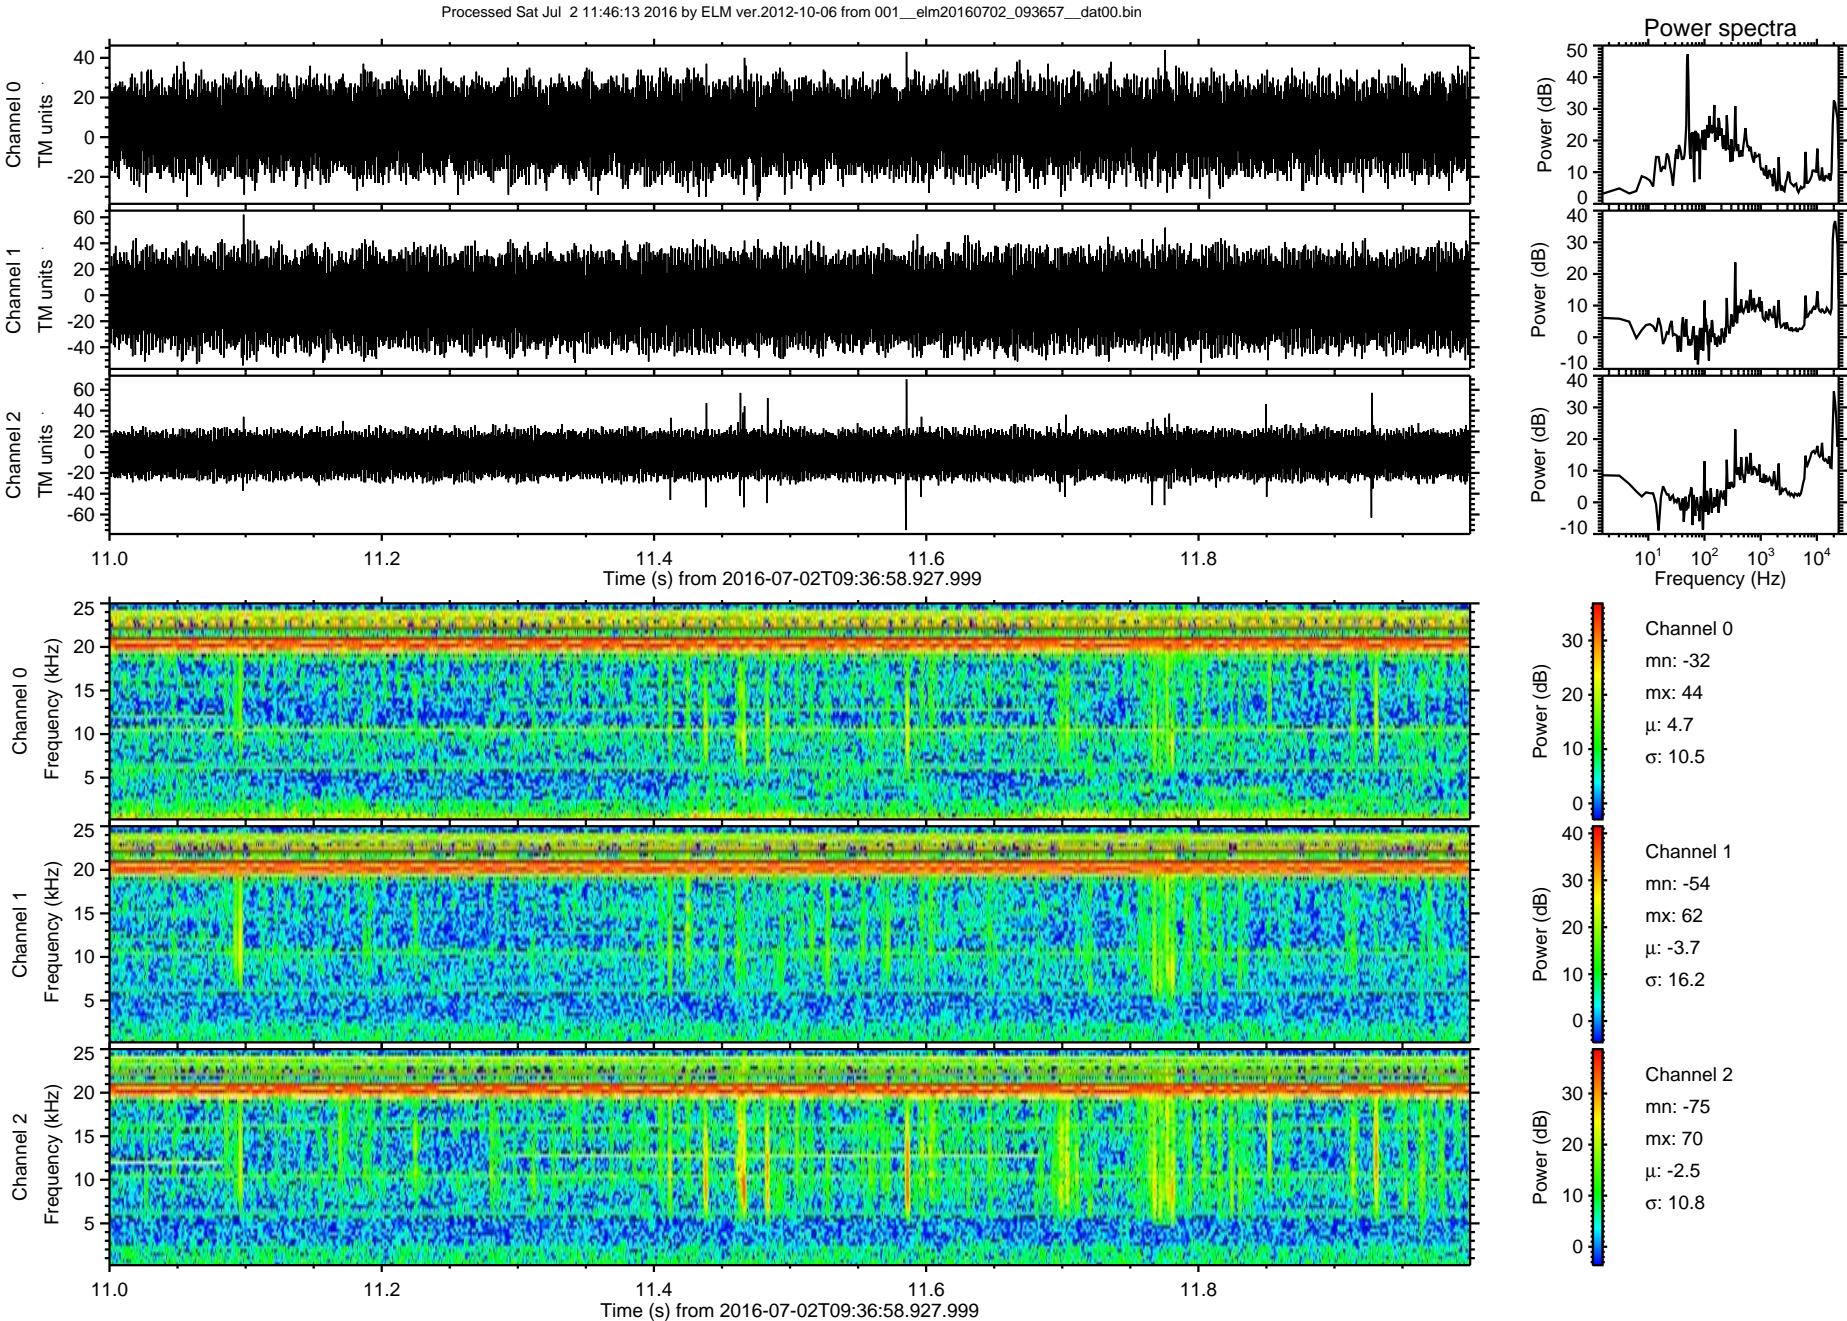 Processed Sat Jul  2 11:46:13 2016 by ELM ver.2012-10-06 from 001__elm20160702_093657__dat00.bin
Power spectra
Channel 0
TM units
40
20
0
-20
Power (dB)
50
40
30
20
10
0
Channel 1
TM units
60
40
20
0
-20
-40
Power (dB)
40
30
20
10
0
-10
Channel 2
TM units
60
40
20
0
-20
-40
-60
Power (dB)
40
30
20
10
0
-10
11.0 11.2 11.4 11.6 11.8
Time (s) from 2016-07-02T09:36:58.927.999
10^1 10^2 10^3 10^4
Frequency (Hz)
Channel 0
Frequency (kHz)
25
20
15
10
5
Power (dB)
30
20
10
0
Channel 0
mn: -32
mx: 44
μ: 4.7
σ: 10.5
Channel 1
Frequency (kHz)
25
20
15
10
5
Power (dB)
40
30
20
10
0
Channel 1
mn: -54
mx: 62
μ: -3.7
σ: 16.2
Channel 2
Frequency (kHz)
25
20
15
10
5
Power (dB)
30
20
10
0
Channel 2
mn: -75
mx: 70
μ: -2.5
σ: 10.8
11.0 11.2 11.4 11.6 11.8
Time (s) from 2016-07-02T09:36:58.927.999